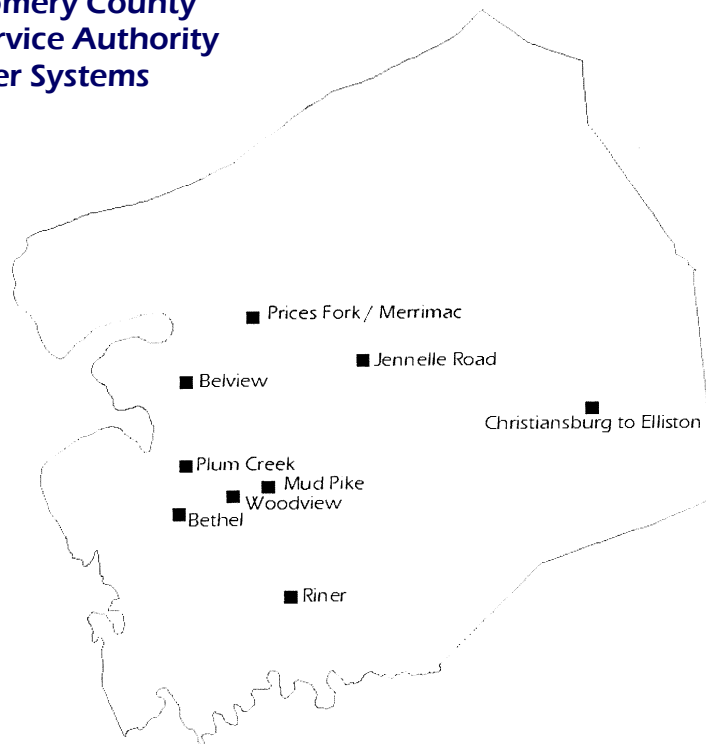 omery County
rvice Authority
er Systems
Prices Fork / Merrimac
Jennelle Road
Belview
Christiansburg to Elliston
Plum Creek
Mud Pike
Woodview
Bethel
Riner